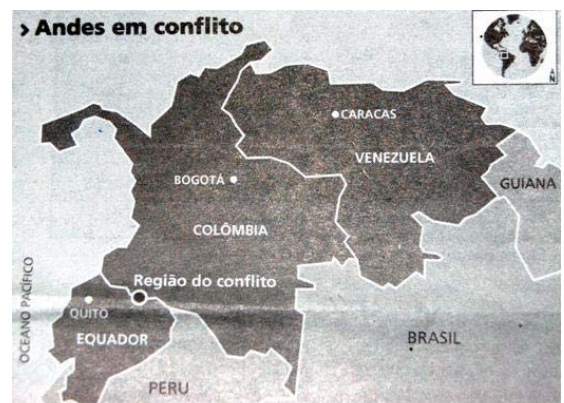 › Andes em conflito
N
CARACAS
VENEZUELA
GUIANA
BOGOTÁ
COLÔMBIA
OCEANO PACÍFICO
Região do conflito
QUITO
EQUADOR
BRASIL
PERU